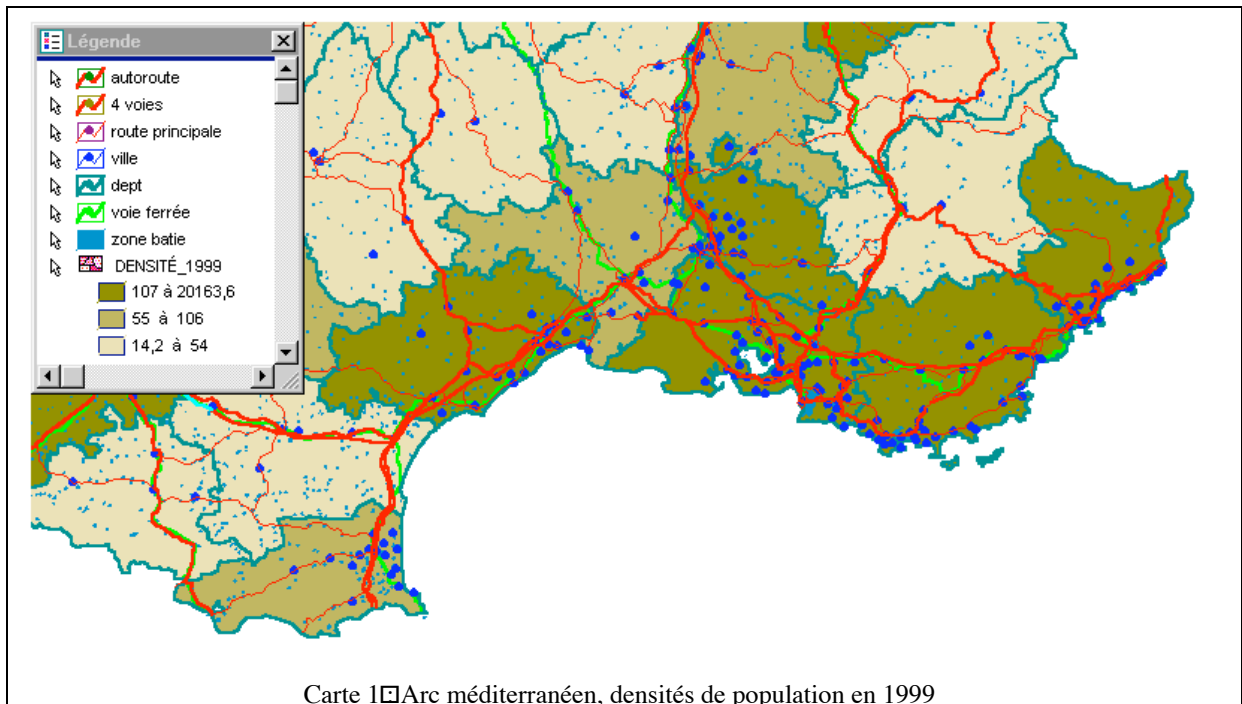 Légende
autoroute
4 voies
route principale
ville
dept
voie ferrée
zone batie
DENSITÉ_1999
107 à 20163,6
55 à 106
14,2 à 54
Carte 1 Arc méditerranéen, densités de population en 1999